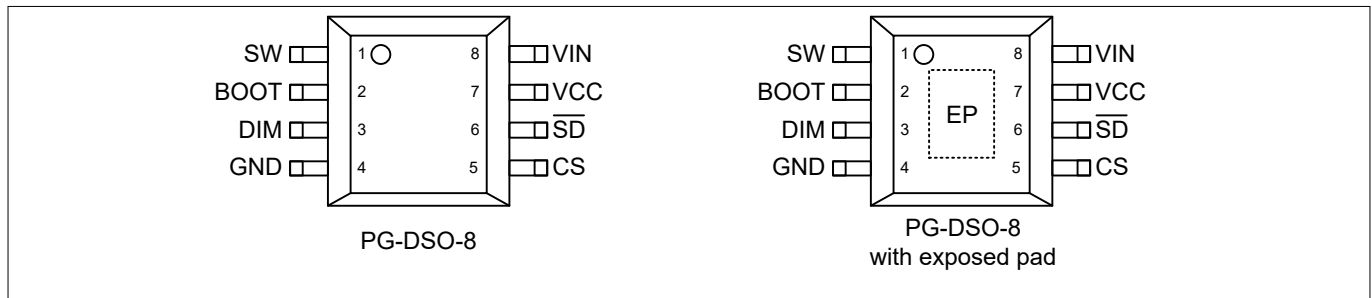 SW 1 8 VIN
BOOT 2 7 VCC
DIM 3 6 S̅D̅
GND 4 5 CS
PG-DSO-8
SW 1 8 VIN
BOOT 2 EP 7 VCC
DIM 3 6 S̅D̅
GND 4 5 CS
PG-DSO-8
with exposed pad